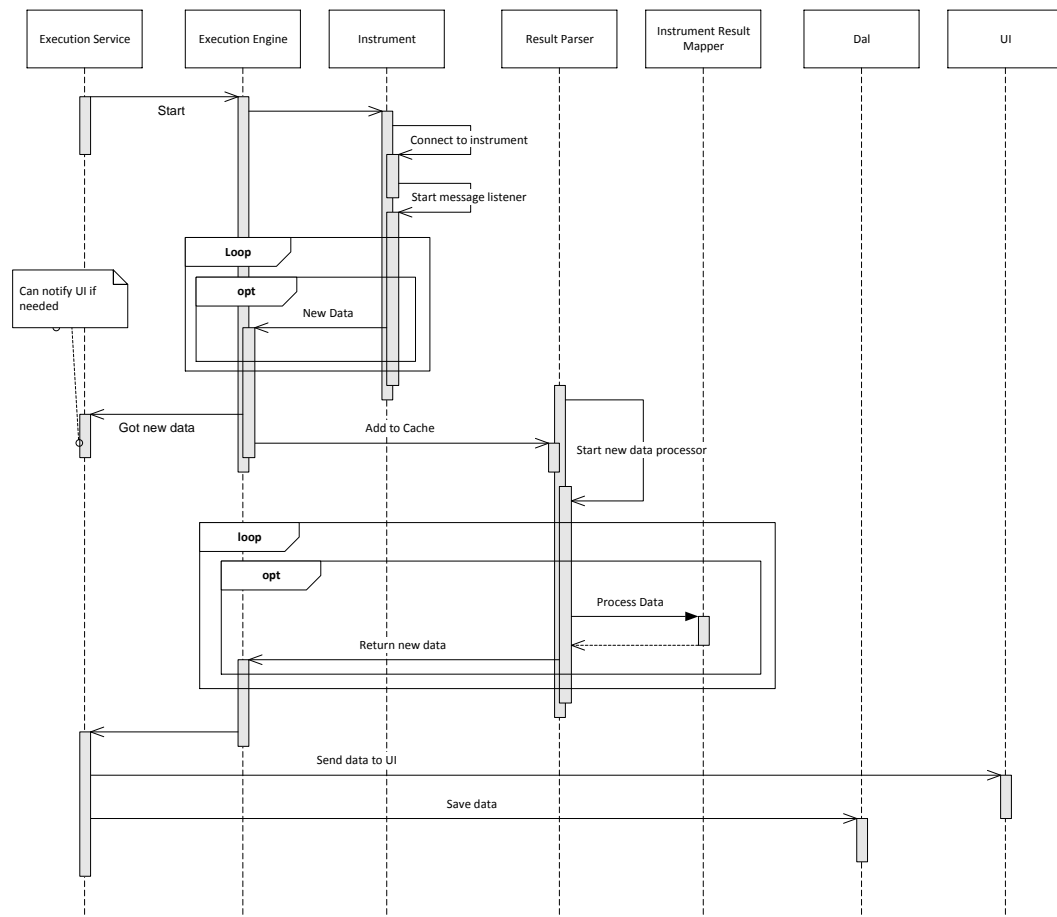 Execution Service
Execution Engine
Instrument
Result Parser
Instrument Result
Mapper
Dal
UI
Start
Connect to instrument
Start message listener
Loop
opt
Can notify UI if
needed
New Data
Got new data
Add to Cache
Start new data processor
loop
opt
Process Data
Return new data
Send data to UI
Save data